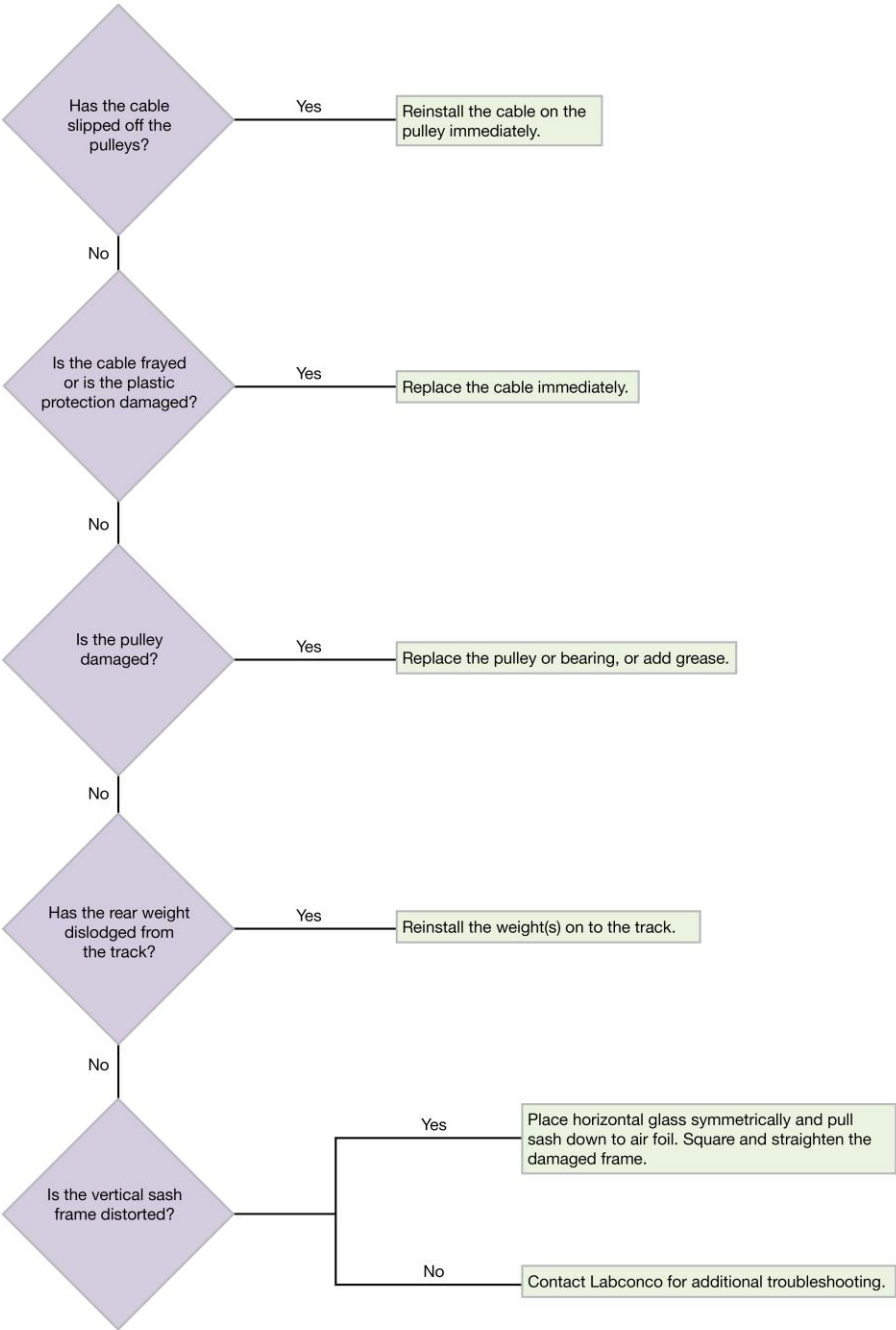 Has the cable
slipped off the
pulleys?
Yes
Reinstall the cable on the
pulley immediately.
No
Is the cable frayed
or is the plastic
protection damaged?
Yes
Replace the cable immediately.
No
Is the pulley
damaged?
Yes
Replace the pulley or bearing, or add grease.
No
Has the rear weight
dislodged from
the track?
Yes
Reinstall the weight(s) on to the track.
No
Is the vertical sash
frame distorted?
Yes
Place horizontal glass symmetrically and pull
sash down to air foil. Square and straighten the
damaged frame.
No
Contact Labconco for additional troubleshooting.